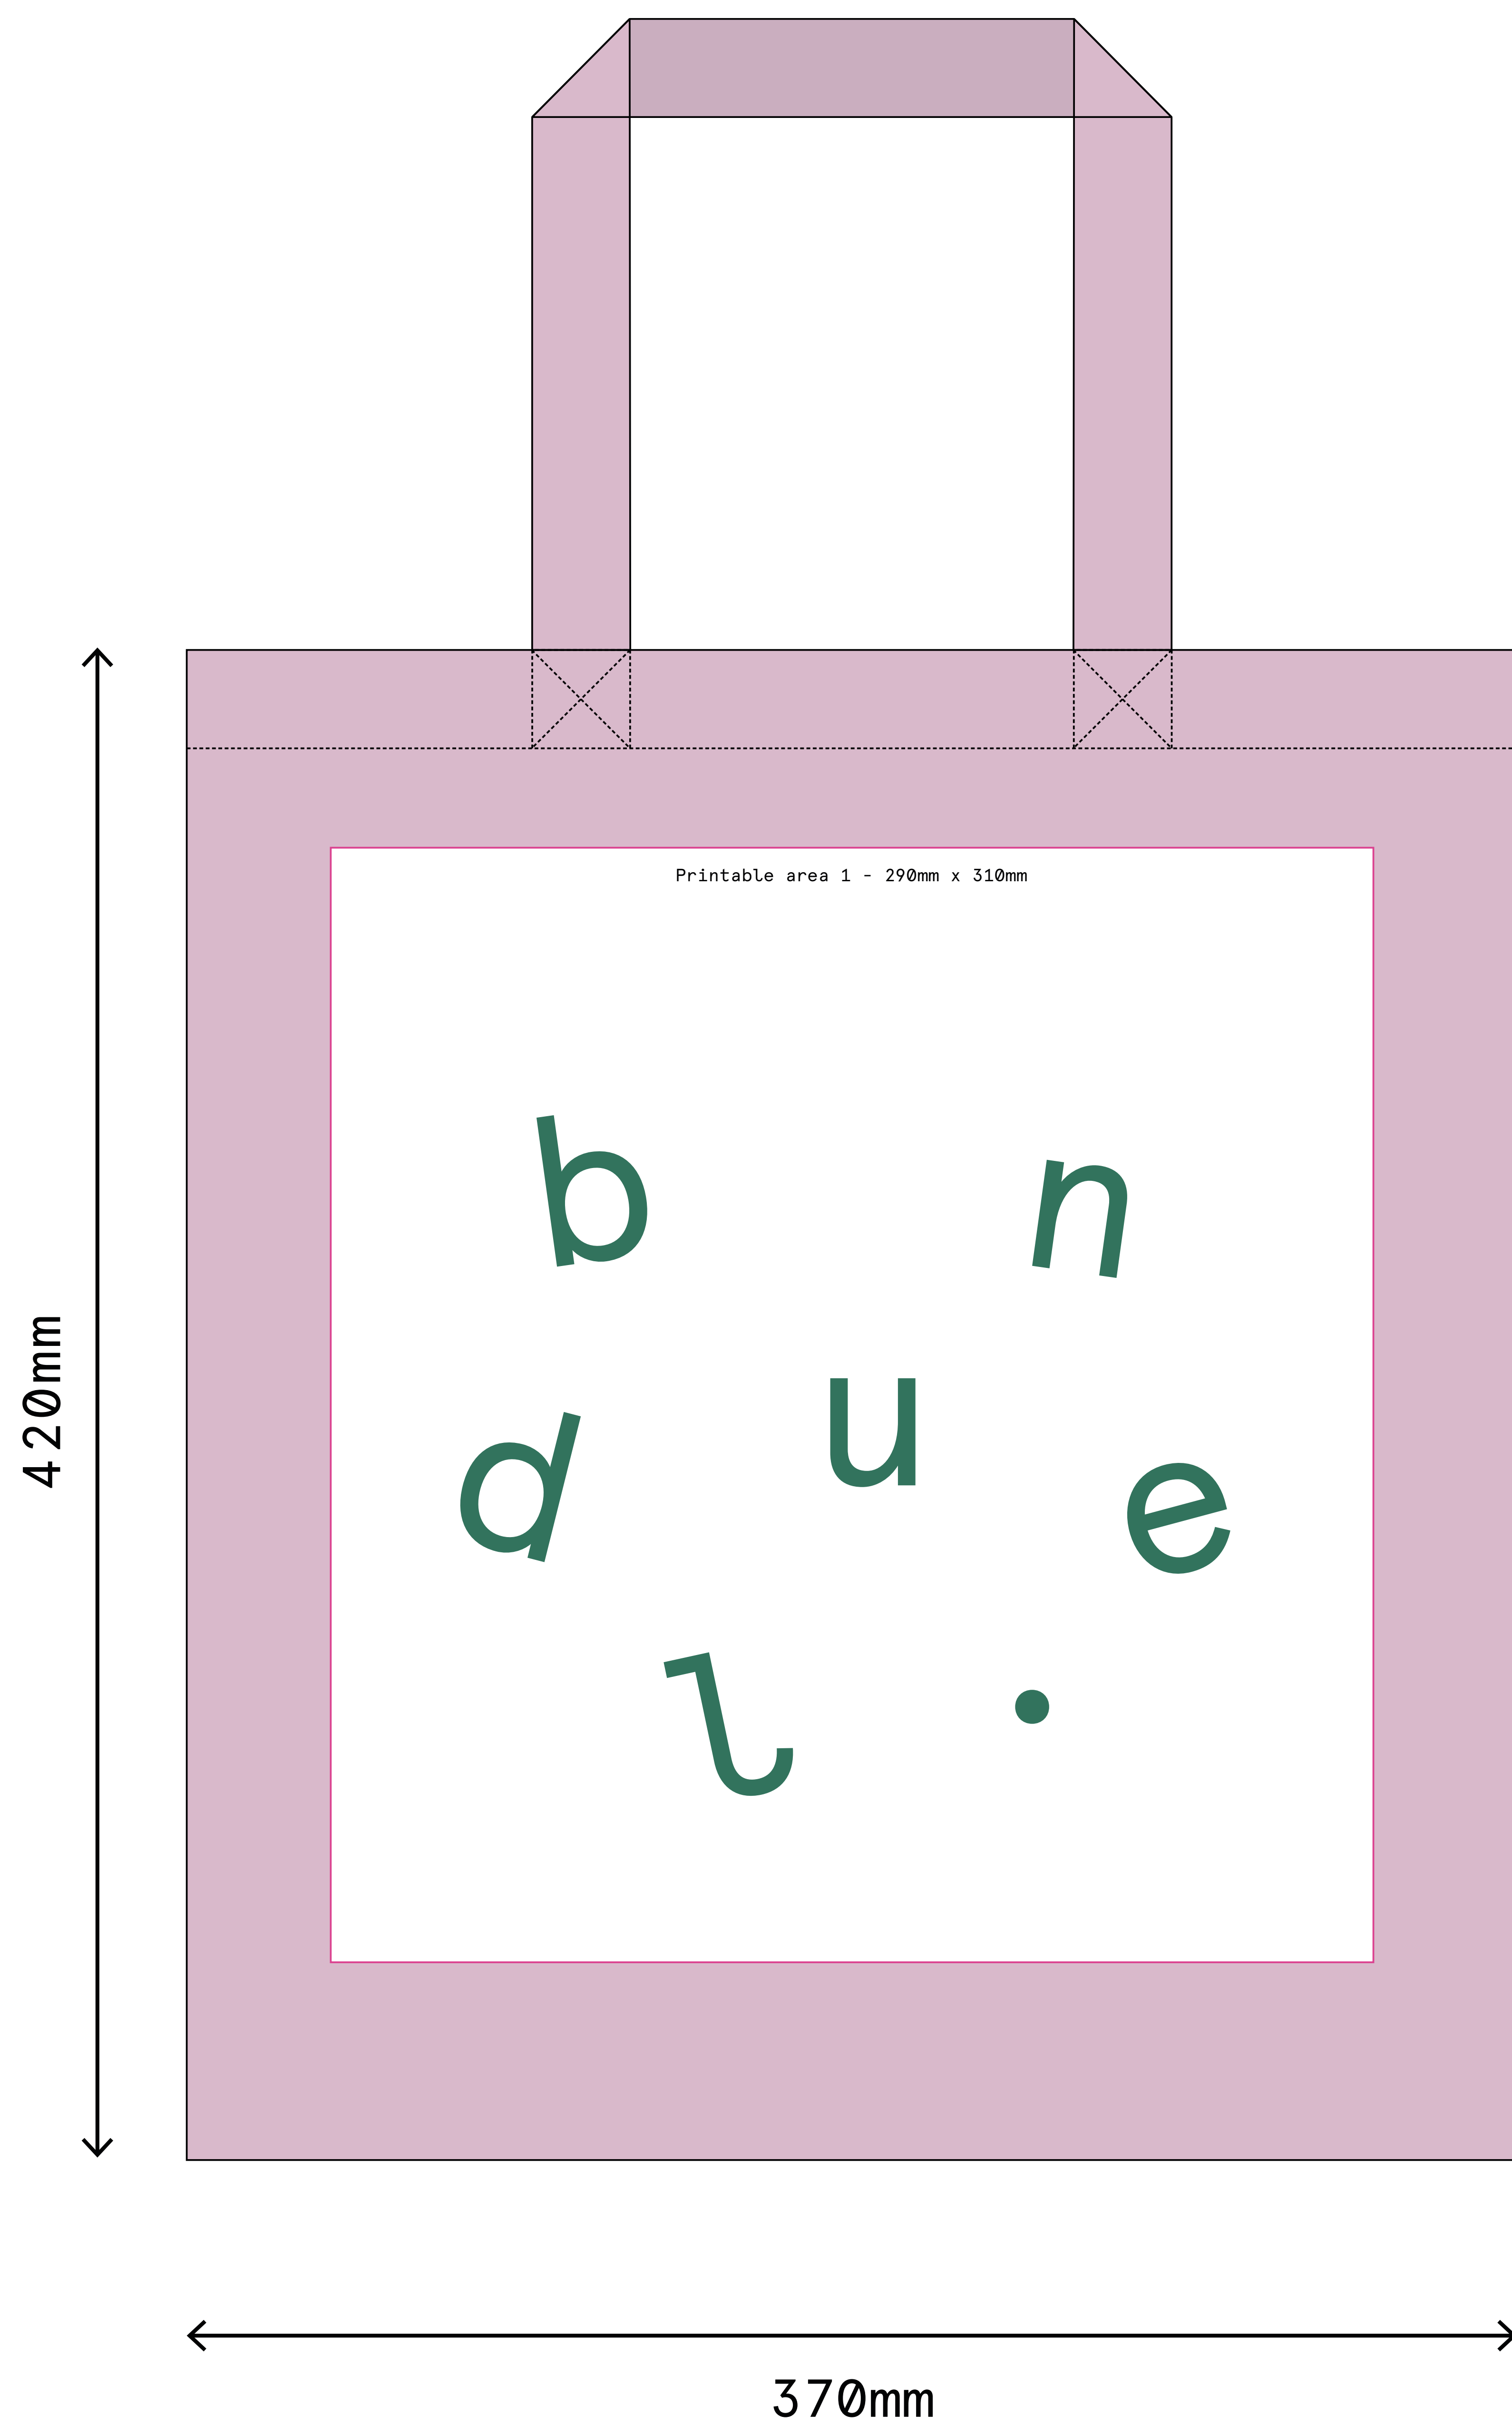 Printable area 1 - 290mm x 310mm
b n
u
d e
l .
420mm
370mm